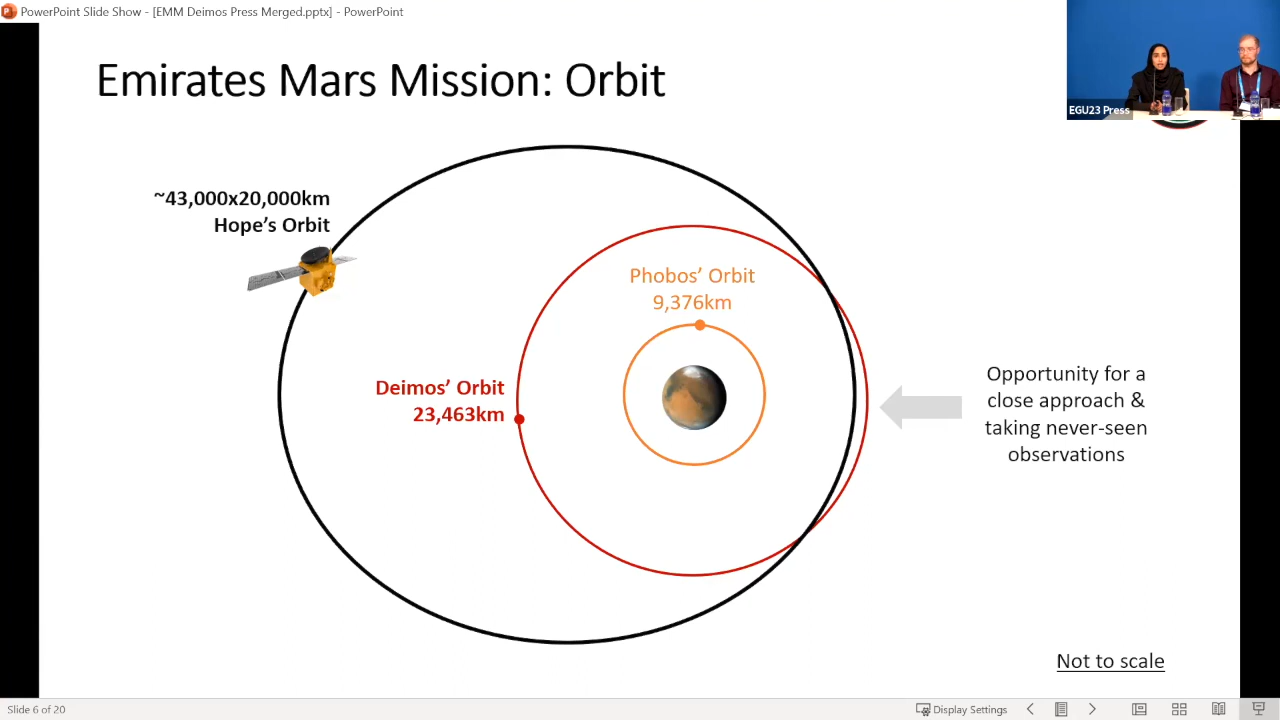 PowerPoint Slide Show - [EMM Deimos Press Merged.pptx] - PowerPoint
EGU23 Press
Emirates Mars Mission: Orbit
~43,000x20,000km
Hope's Orbit
Phobos' Orbit
9,376km
Deimos' Orbit
23,463km
Opportunity for a
close approach &
taking never-seen
observations
Not to scale
Slide 6 of 20
Display Settings